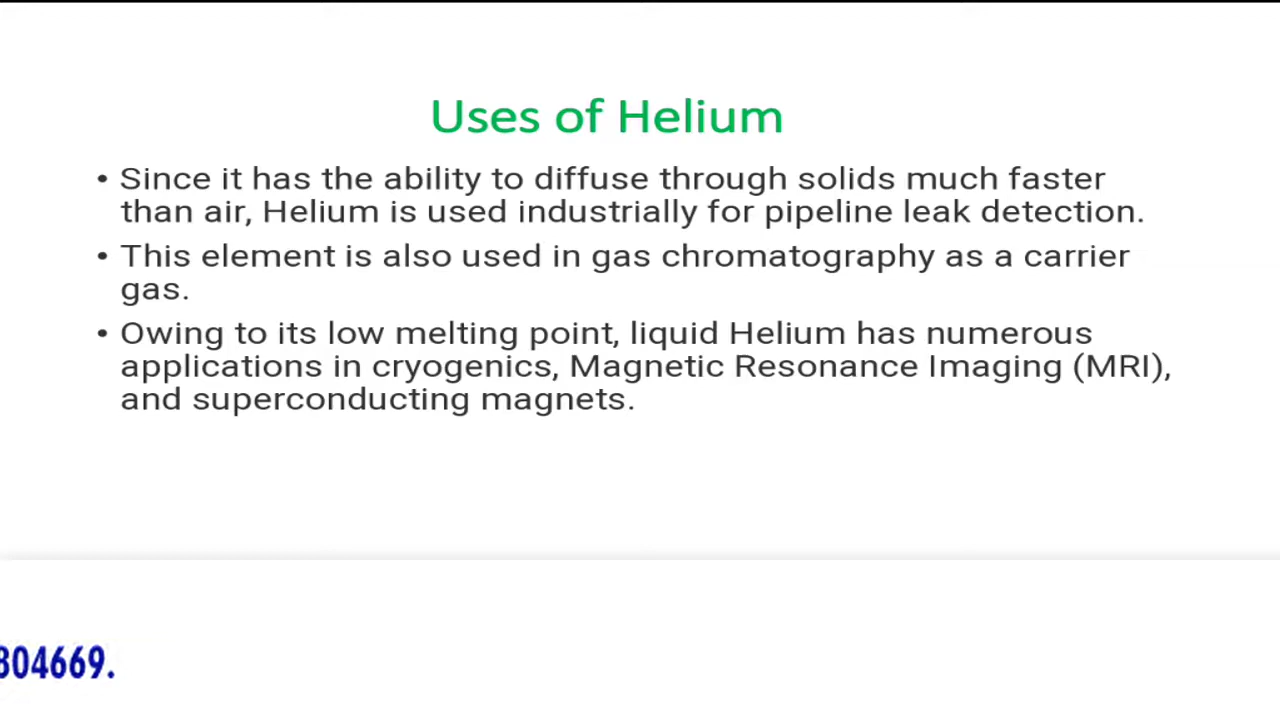 Uses of Helium
• Since it has the ability to diffuse through solids much faster
than air, Helium is used industrially for pipeline leak detection.
• This element is also used in gas chromatography as a carrier
gas.
• Owing to its low melting point, liquid Helium has numerous
applications in cryogenics, Magnetic Resonance Imaging (MRI),
and superconducting magnets.
804669.